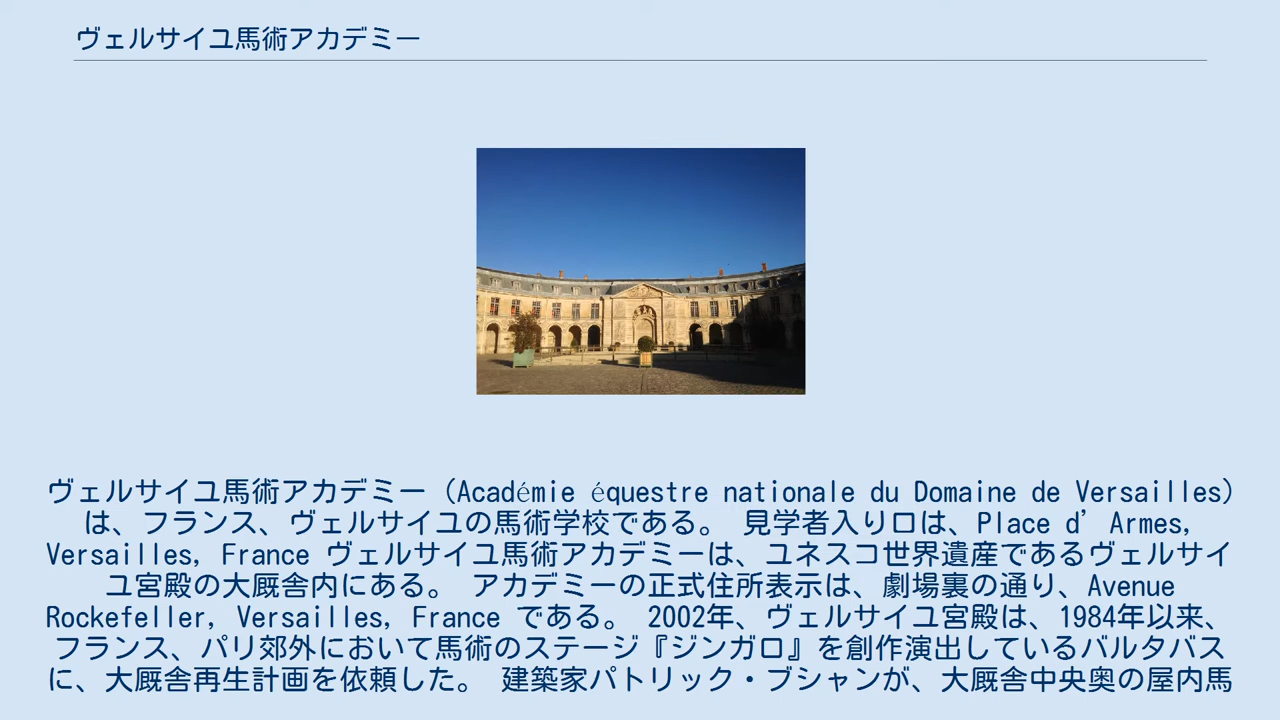 ヴェルサイユ馬術アカデミー
ヴェルサイユ馬術アカデミー（Académie équestre nationale du Domaine de Versailles）
は、フランス、ヴェルサイユの馬術学校である。 見学者入り口は、Place d’Armes,
Versailles, France ヴェルサイユ馬術アカデミーは、ユネスコ世界遺産であるヴェルサイ
ユ宮殿の大厩舎内にある。 アカデミーの正式住所表示は、劇場裏の通り、Avenue
Rockefeller, Versailles, France である。 2002年、ヴェルサイユ宮殿は、1984年以来、
フランス、パリ郊外において馬術のステージ『ジンガロ』を創作演出しているバルタバス
に、大厩舎再生計画を依頼した。 建築家パトリック・ブシャンが、大厩舎中央奥の屋内馬